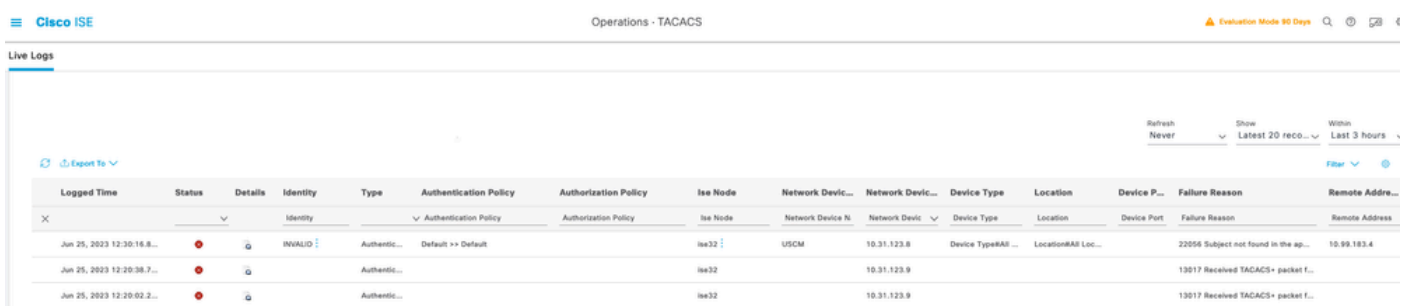 Cisco ISE Operations - TACACS Evaluation Mode 90 Days
Live Logs
Refresh Show Within
Never Latest 20 reco... Last 3 hours
Export To Filter
Logged Time Status Details Identity Type Authentication Policy Authorization Policy Ise Node Network Devic... Network Devic... Device Type Location Device P... Failure Reason Remote Addre...
Identity Authentication Policy Authorization Policy Ise Node Network Device N Network Devic Device Type Location Device Port Failure Reason Remote Address
Jun 25, 2023 12:30:16.8... INVALID Authentic... Default >> Default ise32 USCM 10.31.123.8 Device Type#All ... Location#All Loc... 22056 Subject not found in the ap... 10.99.183.4
Jun 25, 2023 12:20:38.7... Authentic... ise32 10.31.123.9 13017 Received TACACS+ packet f...
Jun 25, 2023 12:20:02.2... Authentic... ise32 10.31.123.9 13017 Received TACACS+ packet f...